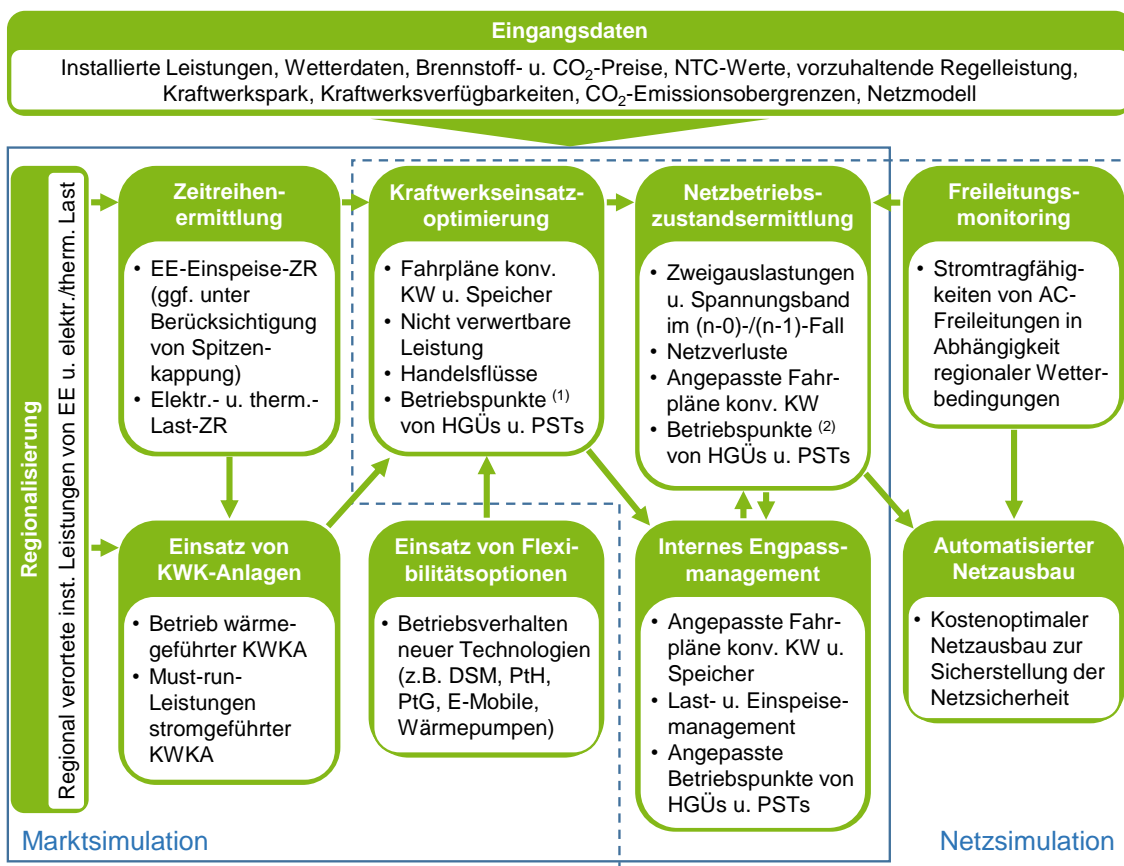 Eingangsdaten
Installierte Leistungen, Wetterdaten, Brennstoff- u. CO₂-Preise, NTC-Werte, vorzuhaltende Regelleistung,
Kraftwerkspark, Kraftwerksverfügbarkeiten, CO₂-Emissionsobergrenzen, Netzmodell
Regionalisierung
Regional verortete inst. Leistungen von EE u. elektr./therm. Last
Zeitreihen-
ermittlung
• EE-Einspeise-ZR
(ggf. unter
Berücksichtigung
von Spitzen-
kappung)
• Elektr.- u. therm.-
Last-ZR
Kraftwerkseinsatz-
optimierung
• Fahrpläne konv.
KW u. Speicher
• Nicht verwertbare
Leistung
• Handelsflüsse
• Betriebspunkte (1)
von HGÜs u. PSTs
Netzbetriebs-
zustandsermittlung
• Zweigauslastungen
u. Spannungsband
im (n-0)-/(n-1)-Fall
• Netzverluste
• Angepasste Fahr-
pläne konv. KW
• Betriebspunkte (2)
von HGÜs u. PSTs
Freileitungs-
monitoring
• Stromtragfähig-
keiten von AC-
Freileitungen in
Abhängigkeit
regionaler Wetter-
bedingungen
Einsatz von
KWK-Anlagen
• Betrieb wärme-
geführter KWKA
• Must-run-
Leistungen
stromgeführter
KWKA
Einsatz von Flexi-
bilitätsoptionen
• Betriebsverhalten
neuer Technologien
(z.B. DSM, PtH,
PtG, E-Mobile,
Wärmepumpen)
Internes Engpass-
management
• Angepasste Fahr-
pläne konv. KW u.
Speicher
• Last- u. Einspeise-
management
• Angepasste
Betriebspunkte von
HGÜs u. PSTs
Automatisierter
Netzausbau
• Kostenoptimaler
Netzausbau zur
Sicherstellung der
Netzsicherheit
Marktsimulation
Netzsimulation